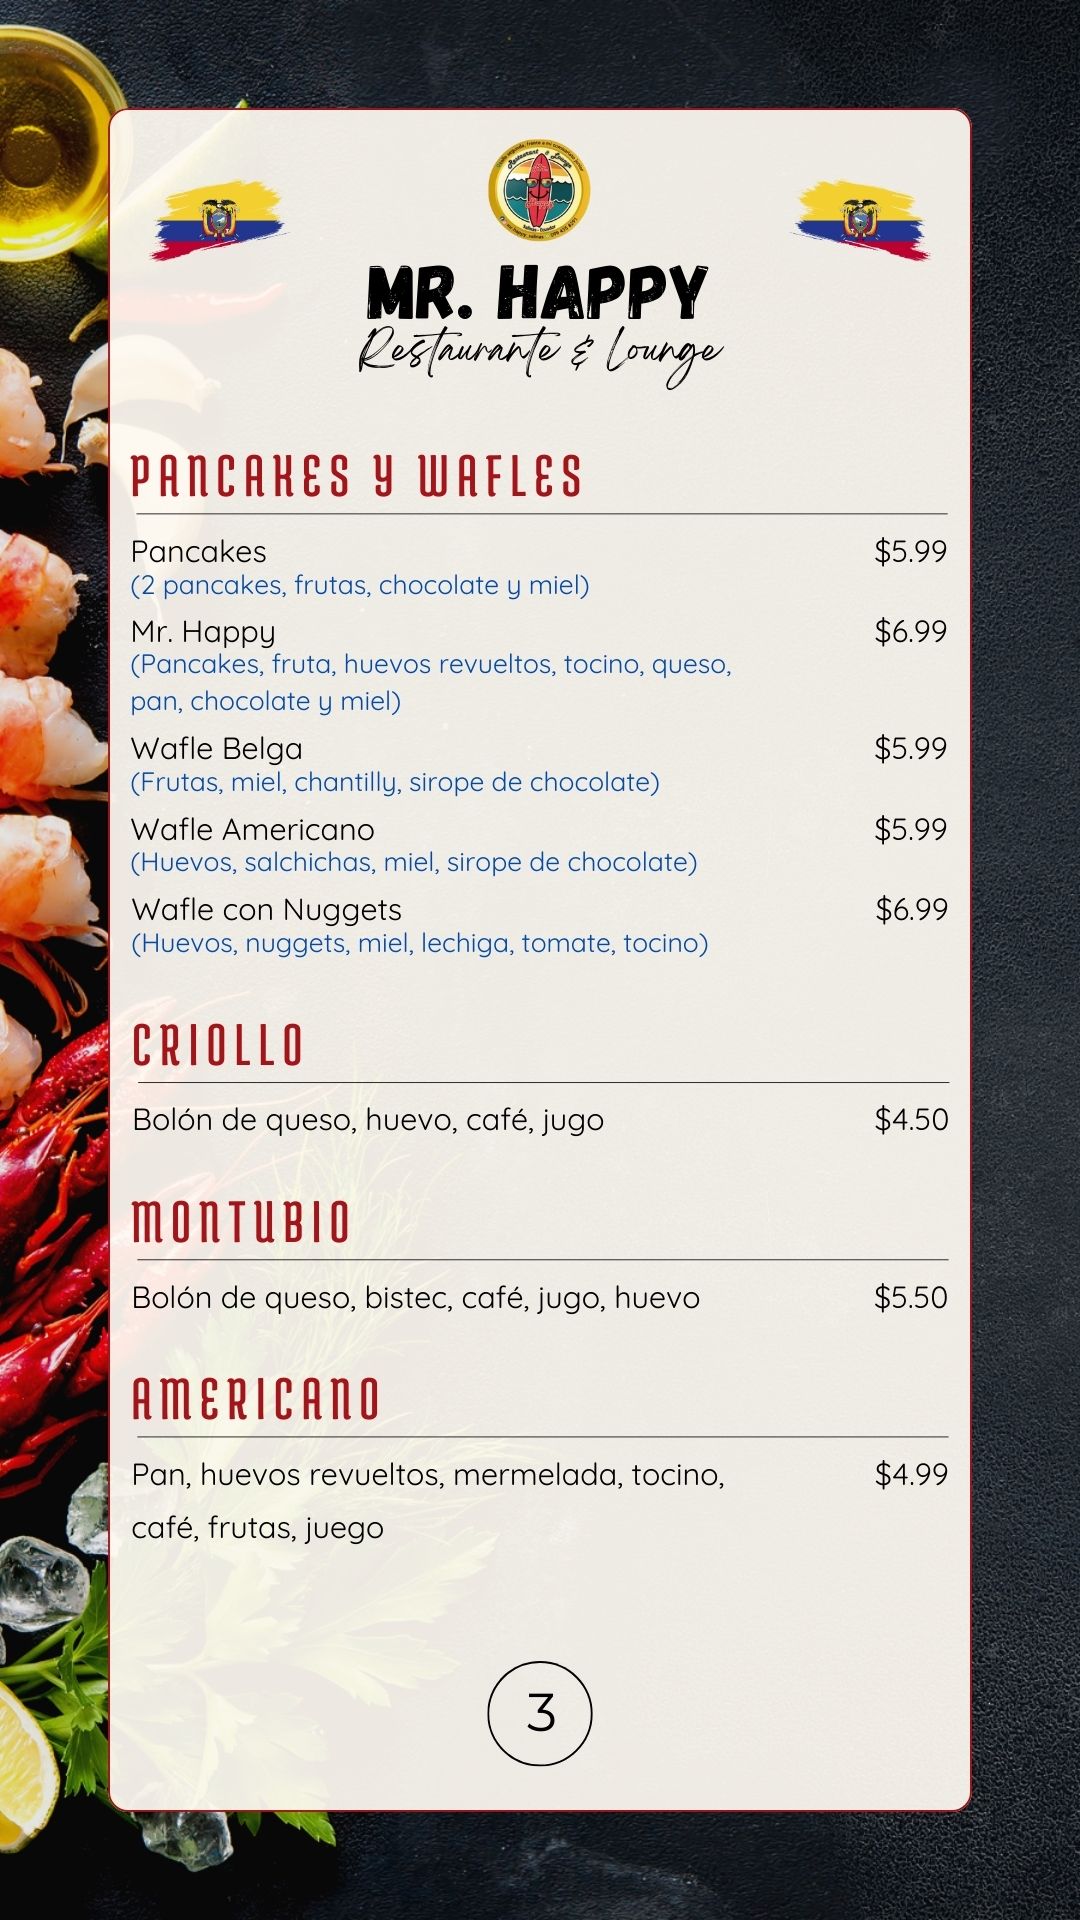 Restaurant & Lounge
MR. HAPPY
Restaurante & Lounge
PANCAKES Y WAFLES
Pancakes $5.99
(2 pancakes, frutas, chocolate y miel)
Mr. Happy $6.99
(Pancakes, fruta, huevos revueltos, tocino, queso,
pan, chocolate y miel)
Wafle Belga $5.99
(Frutas, miel, chantilly, sirope de chocolate)
Wafle Americano $5.99
(Huevos, salchichas, miel, sirope de chocolate)
Wafle con Nuggets $6.99
(Huevos, nuggets, miel, lechiga, tomate, tocino)
CRIOLLO
Bolón de queso, huevo, café, jugo $4.50
MONTUBIO
Bolón de queso, bistec, café, jugo, huevo $5.50
AMERICANO
Pan, huevos revueltos, mermelada, tocino, $4.99
café, frutas, juego
3